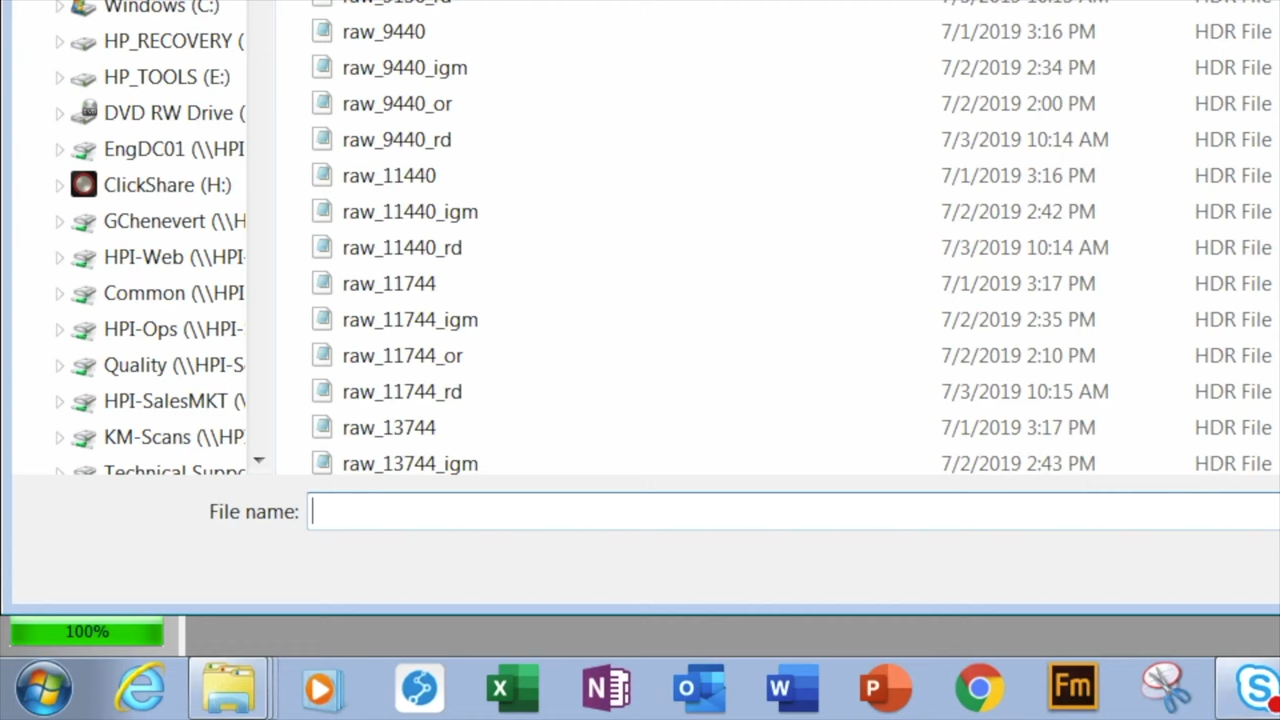 Windows (C:)
HP_RECOVERY (
HP_TOOLS (E:)
DVD RW Drive (
EngDC01 (\\HPI
ClickShare (H:)
GChenevert (\\H
HPI-Web (\\HPI-
Common (\\HPI
HPI-Ops (\\HPI-
Quality (\\HPI-S
HPI-SalesMKT (\
KM-Scans (\\HP
Technical Suppo
raw_9440 7/1/2019 3:16 PM HDR File
raw_9440_igm 7/2/2019 2:34 PM HDR File
raw_9440_or 7/2/2019 2:00 PM HDR File
raw_9440_rd 7/3/2019 10:14 AM HDR File
raw_11440 7/1/2019 3:16 PM HDR File
raw_11440_igm 7/2/2019 2:42 PM HDR File
raw_11440_rd 7/3/2019 10:14 AM HDR File
raw_11744 7/1/2019 3:17 PM HDR File
raw_11744_igm 7/2/2019 2:35 PM HDR File
raw_11744_or 7/2/2019 2:10 PM HDR File
raw_11744_rd 7/3/2019 10:15 AM HDR File
raw_13744 7/1/2019 3:17 PM HDR File
raw_13744_igm 7/2/2019 2:43 PM HDR File
File name:
100%
X
N
O
W
P
Fm
S